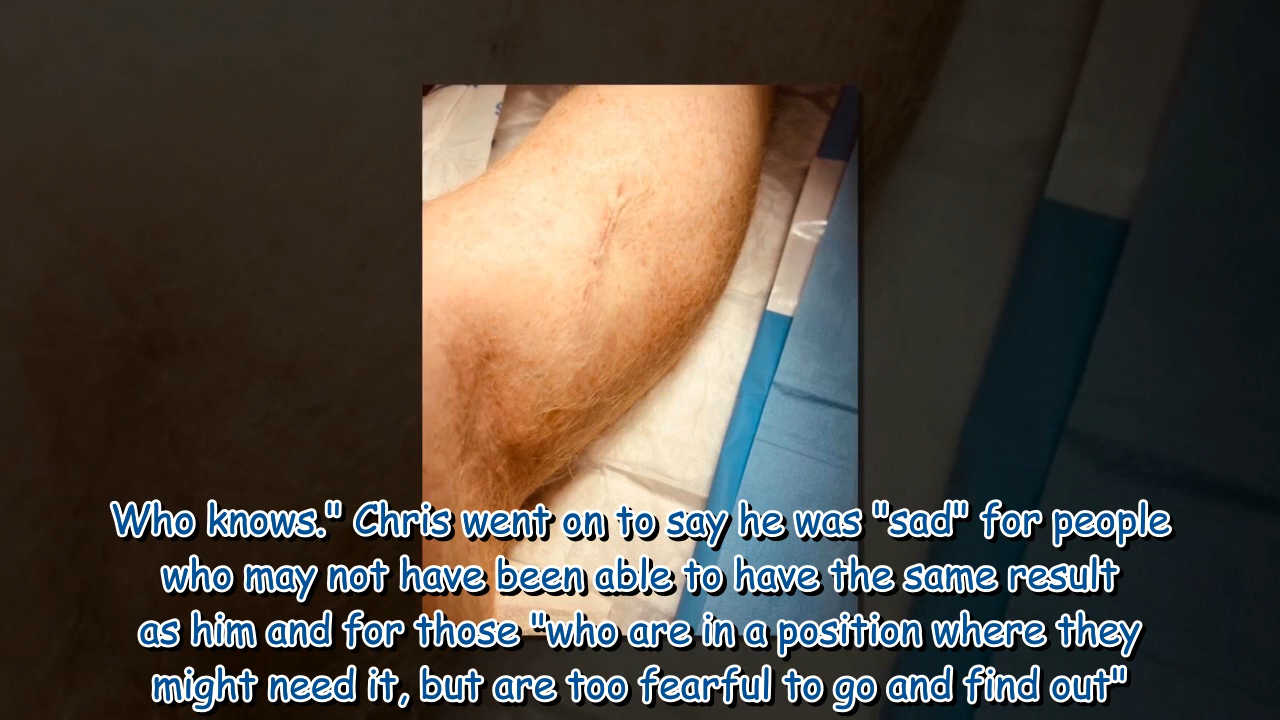 Who knows." Chris went on to say he was "sad" for people
who may not have been able to have the same result
as him and for those "who are in a position where they
might need it, but are too fearful to go and find out"